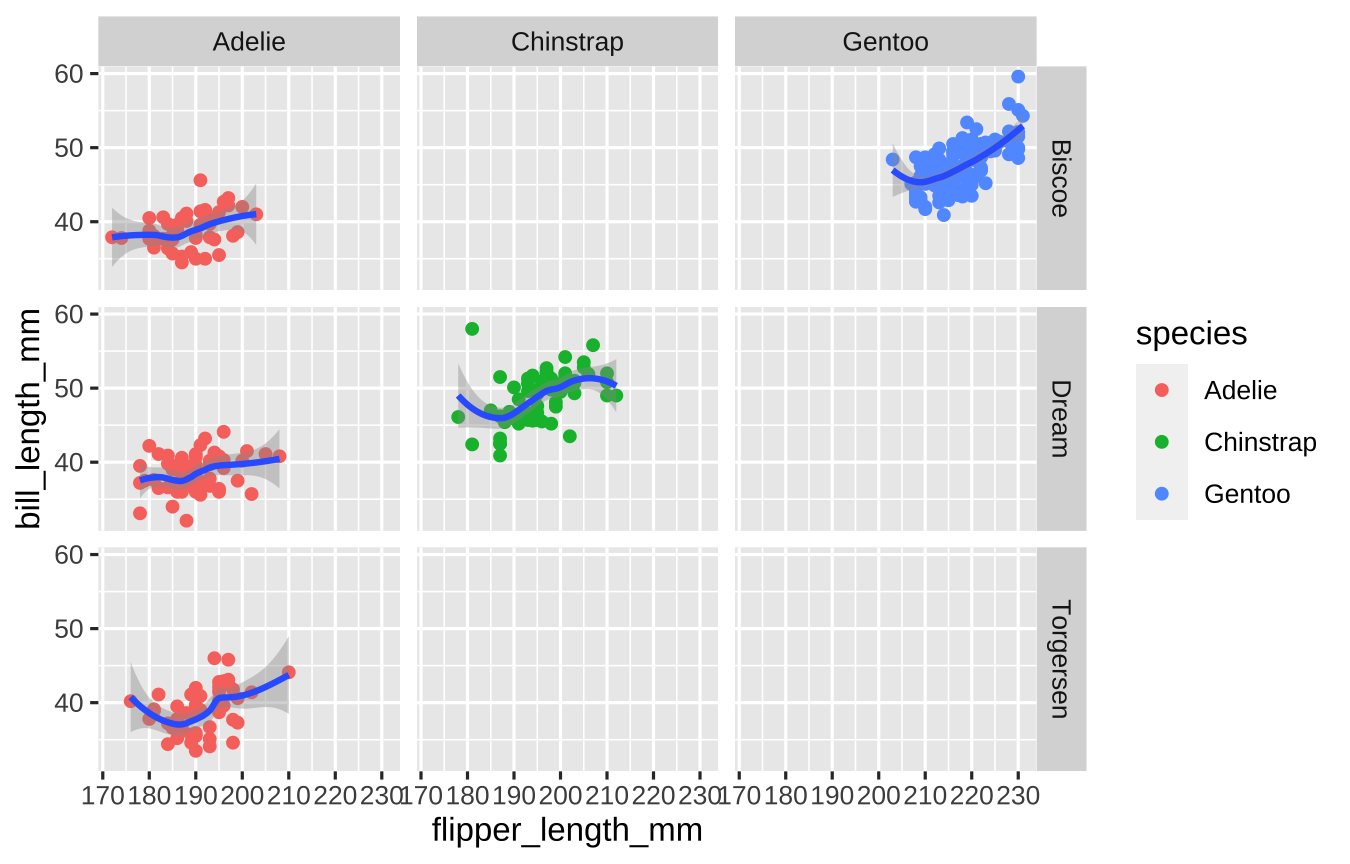 Adelie Chinstrap Gentoo
60
50
40
Biscoe
60
50
40
Dream
60
50
40
Torgersen
170 180 190 200 210 220 230 170 180 190 200 210 220 230 170 180 190 200 210 220 230
flipper_length_mm
bill_length_mm
species
Adelie
Chinstrap
Gentoo